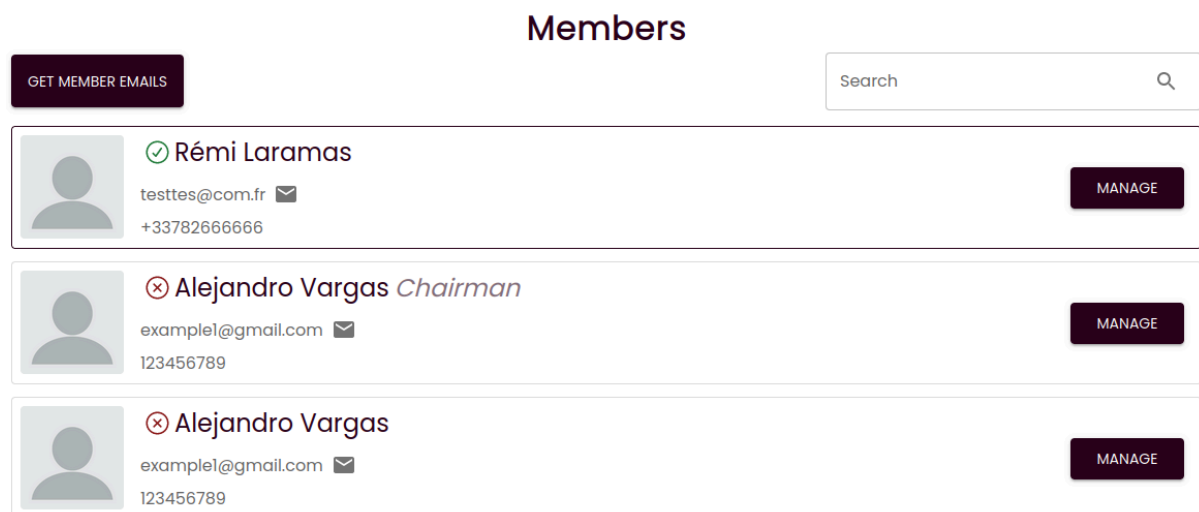 Members
GET MEMBER EMAILS
Search
Rémi Laramas
testtes@com.fr
+33782666666
MANAGE
Alejandro Vargas Chairman
example1@gmail.com
123456789
MANAGE
Alejandro Vargas
example1@gmail.com
123456789
MANAGE